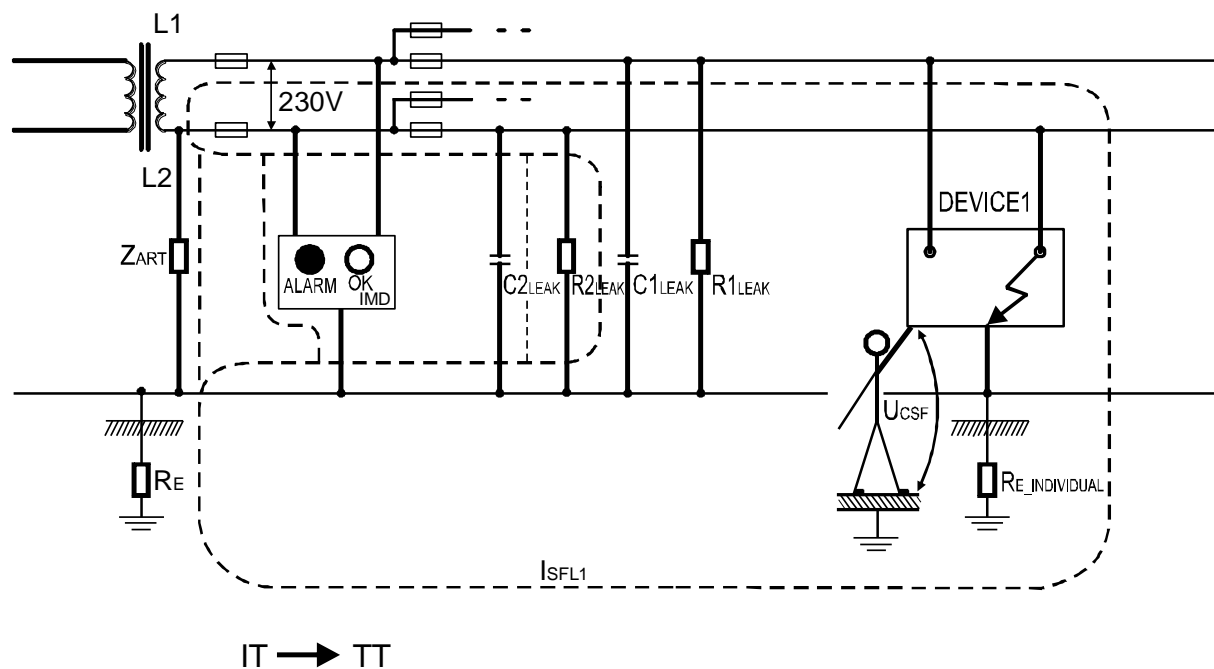 L1
230V
L2
DEVICE1
ZART
ALARM
OK
IMD
C2LEAK
R2LEAK
C1LEAK
R1LEAK
UCSF
RE
RE_INDIVIDUAL
ISFL1
IT TT